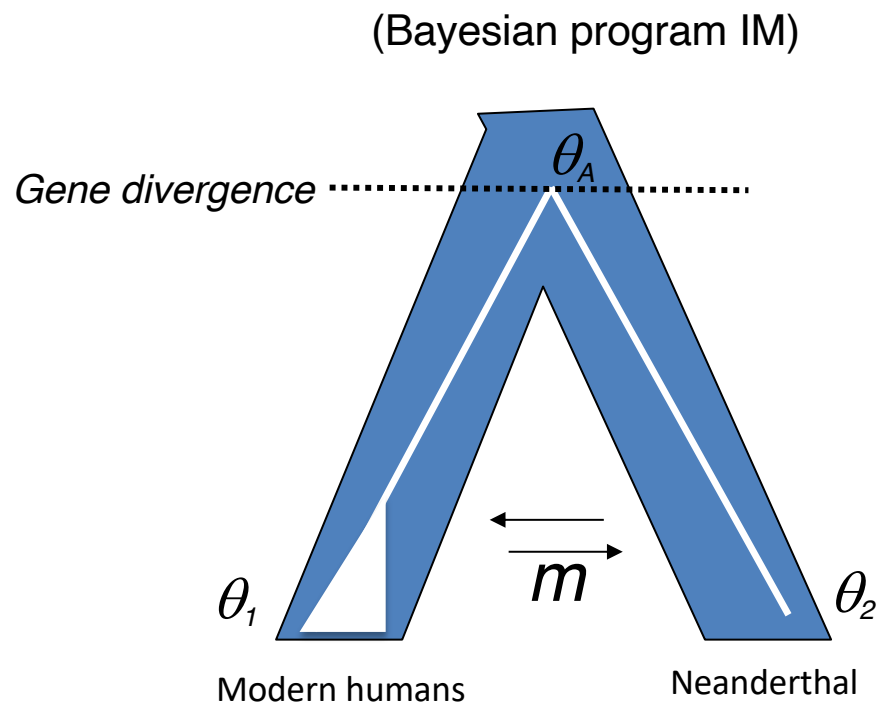 (Bayesian program IM)
θA
Gene divergence
m
θ1
θ2
Modern humans
Neanderthal